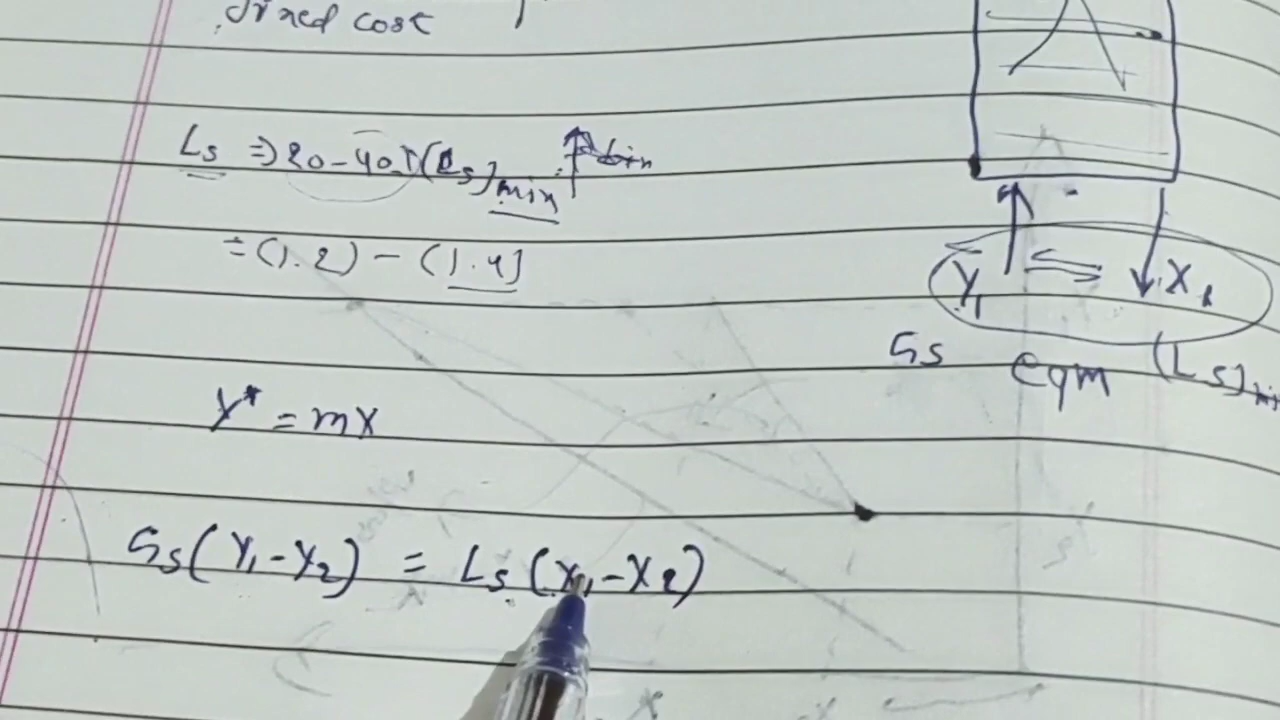 fixed cost
Ls ⇒ 20-40% (Ls)min ↑
= (1.2) - (1.4)
Y1 ⇌ X1
Gs eqm (Ls)min
Y* = mX
Gs(Y1-Y2) = Ls(X1-X2)